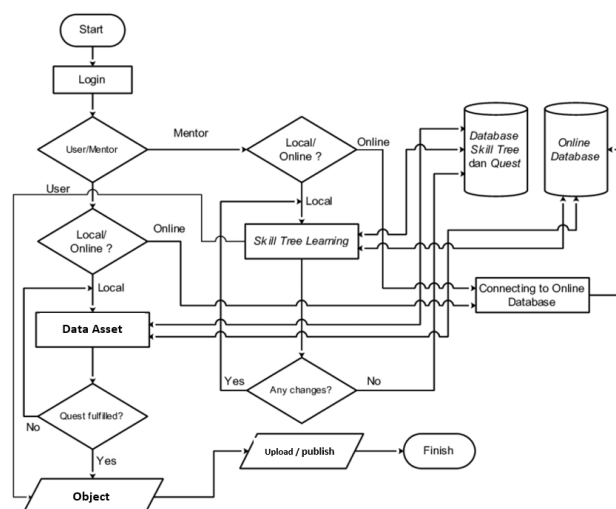 Start
Login
User/Mentor
Mentor
Local/
Online ?
Online
Database
Skill Tree
dan Quest
Online
Database
User
Local
Local/
Online ?
Online
Skill Tree Learning
Local
Connecting to Online
Database
Data Asset
Yes
Any changes?
No
Quest fulfilled?
No
Yes
Upload / publish
Finish
Object